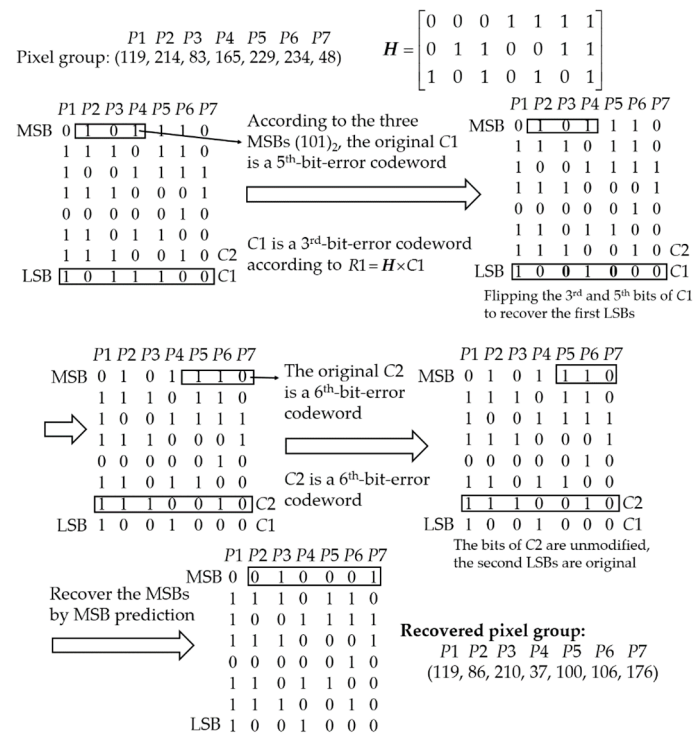 P1 P2 P3 P4 P5 P6 P7
Pixel group: (119, 214, 83, 165, 229, 234, 48)
H = [0 0 0 1 1 1 1
0 1 1 0 0 1 1
1 0 1 0 1 0 1]
P1 P2 P3 P4 P5 P6 P7
MSB 0 1 0 1 1 1 0
1 1 1 0 1 1 0
1 0 0 1 1 1 1
1 1 1 0 0 0 1
0 0 0 0 0 1 0
1 1 0 1 1 0 0
1 1 1 0 0 1 0 C2
LSB 1 0 1 1 1 0 0 C1
According to the three
MSBs (101)2, the original C1
is a 5th-bit-error codeword
C1 is a 3rd-bit-error codeword
according to R1=H×C1
P1 P2 P3 P4 P5 P6 P7
MSB 0 1 0 1 1 1 0
1 1 1 0 1 1 0
1 0 0 1 1 1 1
1 1 1 0 0 0 1
0 0 0 0 0 1 0
1 1 0 1 1 0 0
1 1 1 0 0 1 0 C2
LSB 1 0 0 1 0 0 0 C1
Flipping the 3rd and 5th bits of C1
to recover the first LSBs
P1 P2 P3 P4 P5 P6 P7
MSB 0 1 0 1 1 1 0
1 1 1 0 1 1 0
1 0 0 1 1 1 1
1 1 1 0 0 0 1
0 0 0 0 0 1 0
1 1 0 1 1 0 0
1 1 1 0 0 1 0 C2
LSB 1 0 0 1 0 0 0 C1
The original C2
is a 6th-bit-error
codeword
C2 is a 6th-bit-error
codeword
P1 P2 P3 P4 P5 P6 P7
MSB 0 1 0 1 1 1 0
1 1 1 0 1 1 0
1 0 0 1 1 1 1
1 1 1 0 0 0 1
0 0 0 0 0 1 0
1 1 0 1 1 0 0
1 1 1 0 0 1 0 C2
LSB 1 0 0 1 0 0 0 C1
The bits of C2 are unmodified,
the second LSBs are original
Recover the MSBs
by MSB prediction
P1 P2 P3 P4 P5 P6 P7
MSB 0 0 1 0 0 0 1
1 1 1 0 1 1 0
1 0 0 1 1 1 1
1 1 1 0 0 0 1
0 0 0 0 0 1 0
1 1 0 1 1 0 0
1 1 1 0 0 1 0
LSB 1 0 0 1 0 0 0
Recovered pixel group:
P1 P2 P3 P4 P5 P6 P7
(119, 86, 210, 37, 100, 106, 176)